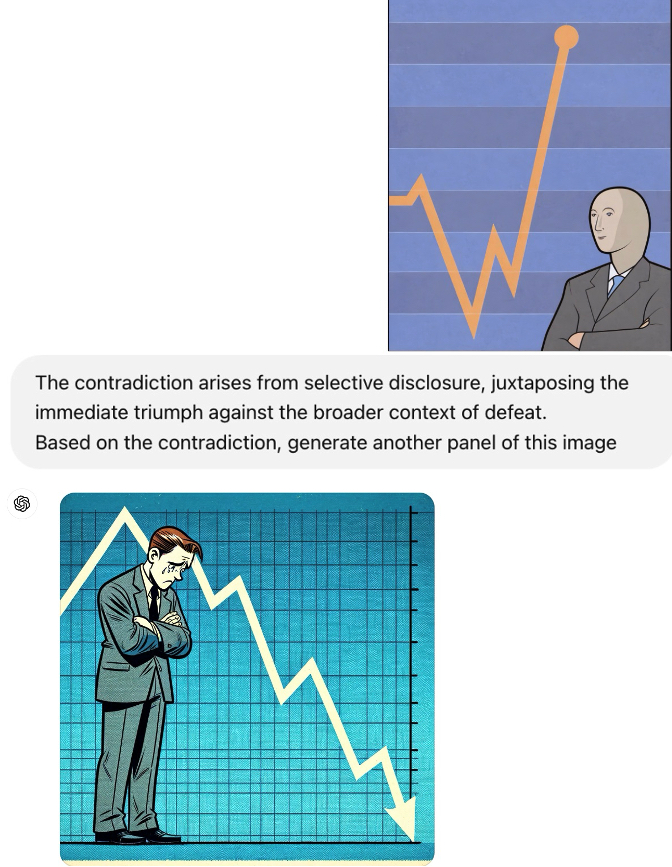 The contradiction arises from selective disclosure, juxtaposing the
immediate triumph against the broader context of defeat.
Based on the contradiction, generate another panel of this image